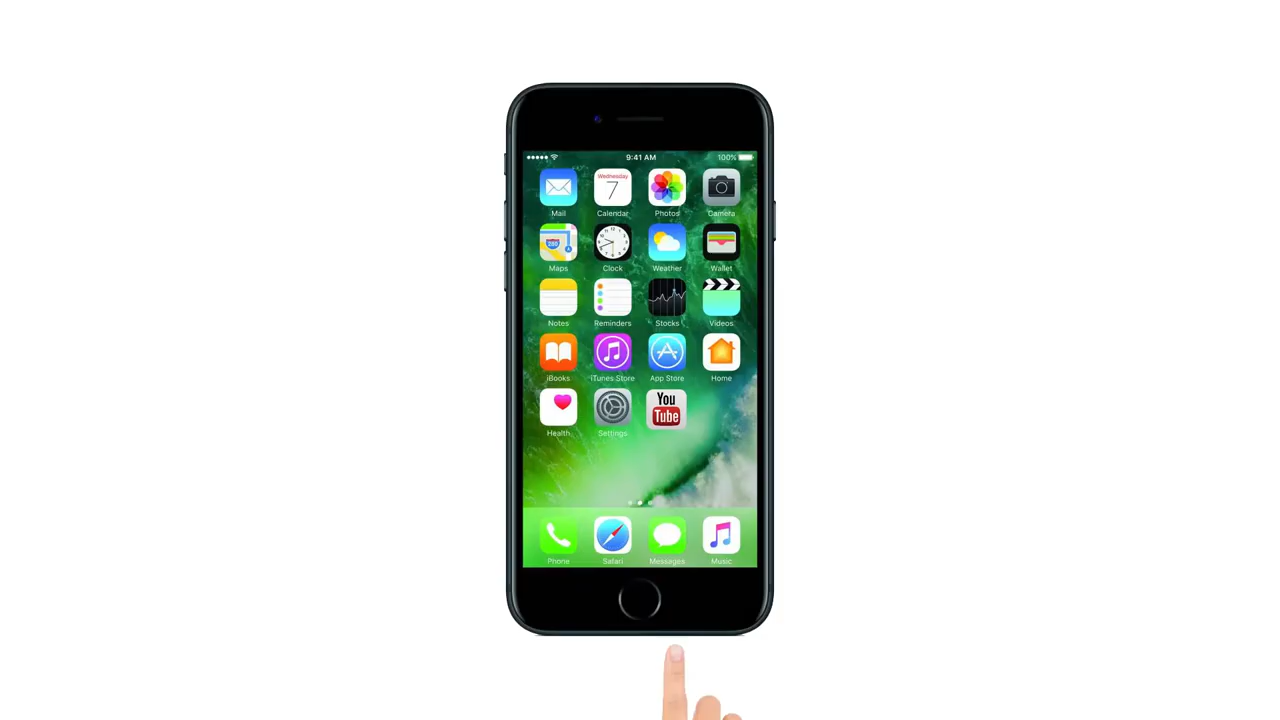 9:41 AM 100%
Wednesday
7
Mail Calendar Photos Camera
280
Maps Clock Weather Wallet
Notes Reminders Stocks Videos
iBooks iTunes Store App Store Home
You
Tube
Health Settings
Phone Safari Messages Music